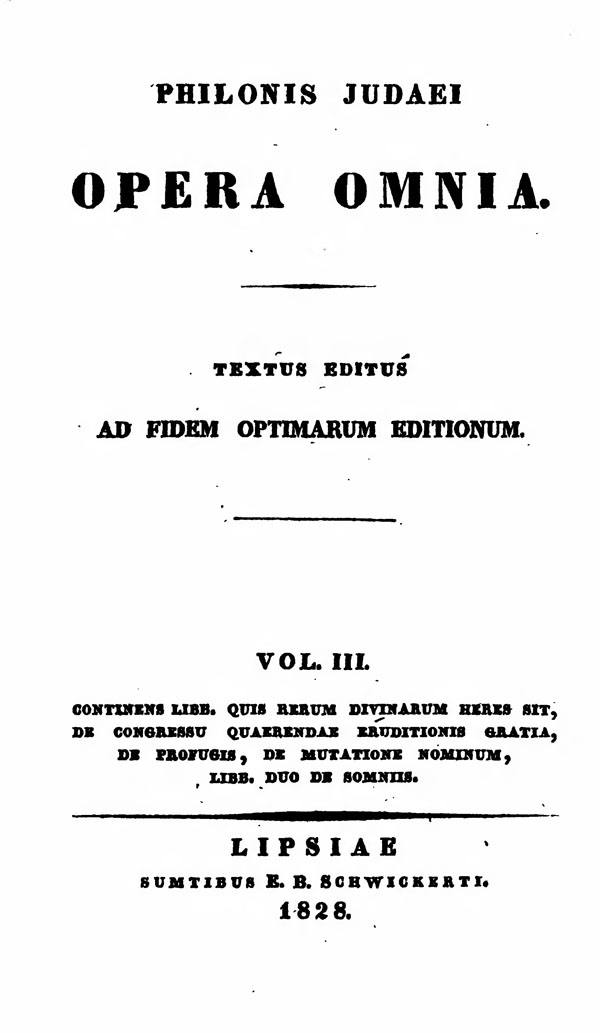 PHILONIS JUDAEI
OPERA OMNIA.
TEXTUS EDITUS
AD FIDEM OPTIMARUM EDITIONUM.
VOL. III.
CONTINENS LIBB. QUIS RERUM DIVINARUM HERES SIT,
DE CONGRESSU QUAERENDAE ERUDITIONIS GRATIA,
DE PROFUGIS, DE MUTATIONE NOMINUM,
LIBB. DUO DE SOMNIIS.
LIPSIAE
SUMTIBUS E. B. SCHWICKERTI.
1828.